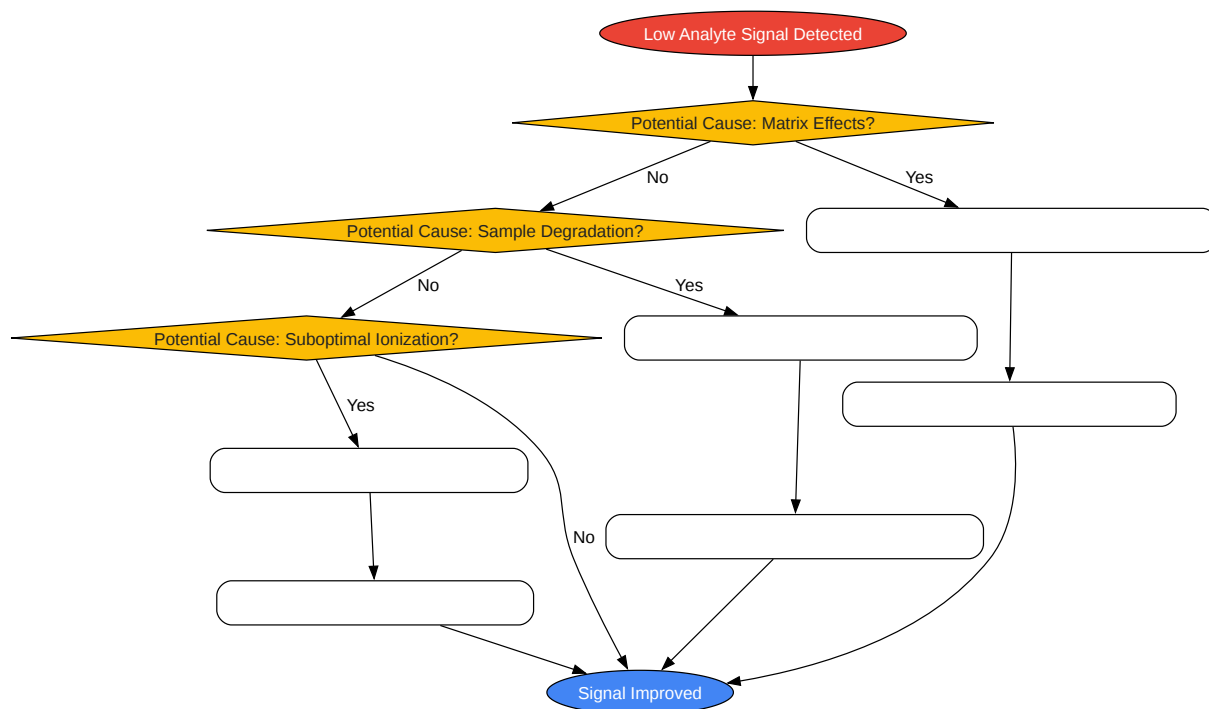 Low Analyte Signal Detected
Potential Cause: Matrix Effects?
No
Yes
Potential Cause: Sample Degradation?
No
Yes
Potential Cause: Suboptimal Ionization?
Yes
No
Signal Improved